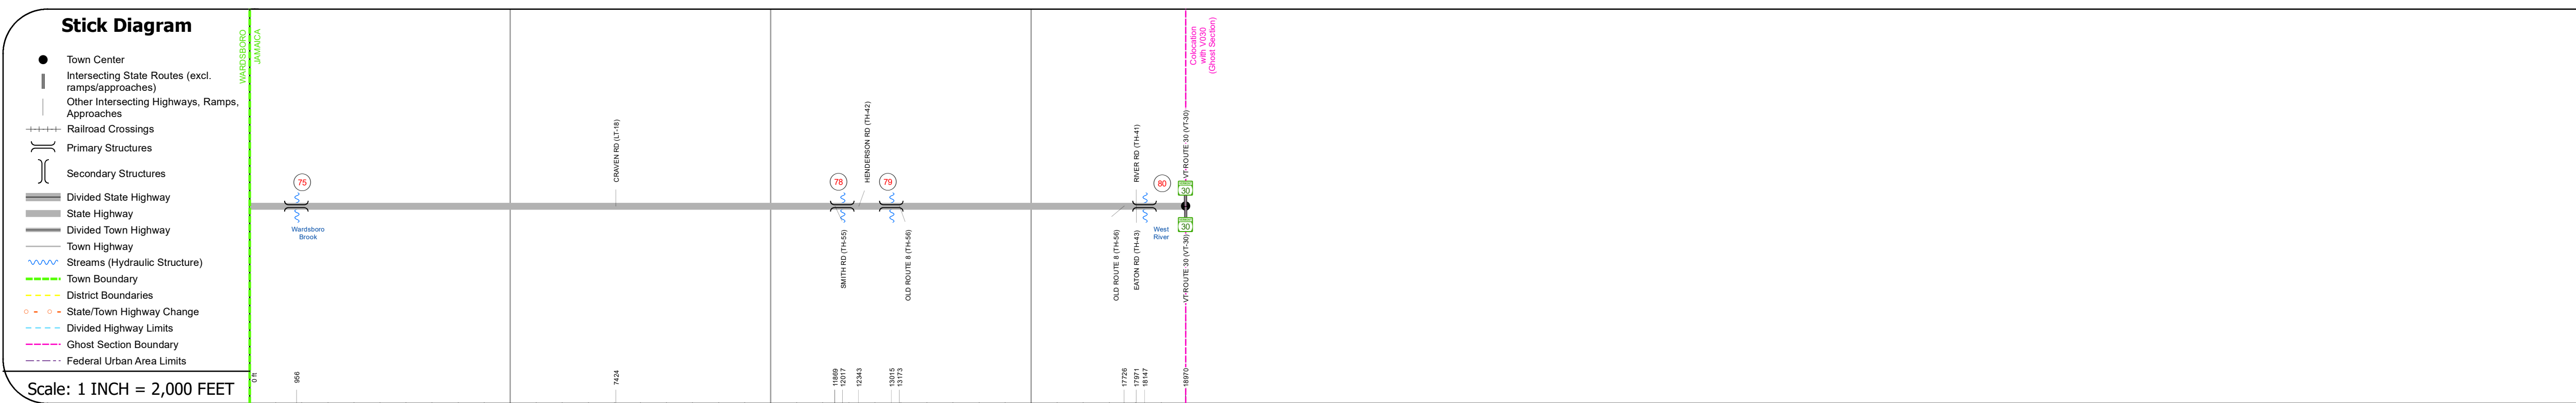 Stick Diagram
Town Center
Intersecting State Routes (excl.
ramps/approaches)
Other Intersecting Highways, Ramps,
Approaches
Railroad Crossings
Primary Structures
Secondary Structures
Divided State Highway
State Highway
Divided Town Highway
Town Highway
Streams (Hydraulic Structure)
Town Boundary
District Boundaries
State/Town Highway Change
Divided Highway Limits
Ghost Section Boundary
Federal Urban Area Limits
Scale: 1 INCH = 2,000 FEET
WARDSBORO
JAMAICA
75
Wardsboro
Brook
CRAVEN RD (LT-18)
78
SMITH RD (TH-55)
HENDERSON RD (TH-42)
79
OLD ROUTE 8 (TH-56)
OLD ROUTE 8 (TH-56)
RIVER RD (TH-41)
EATON RD (TH-43)
80
West
River
Colocation
with V030
(Ghost Section)
VT-ROUTE 30 (VT-30)
30
30
VT-ROUTE 30 (VT-30)
0 ft
956
7424
11869
12017
12343
13015
13173
17726
17971
18147
18970